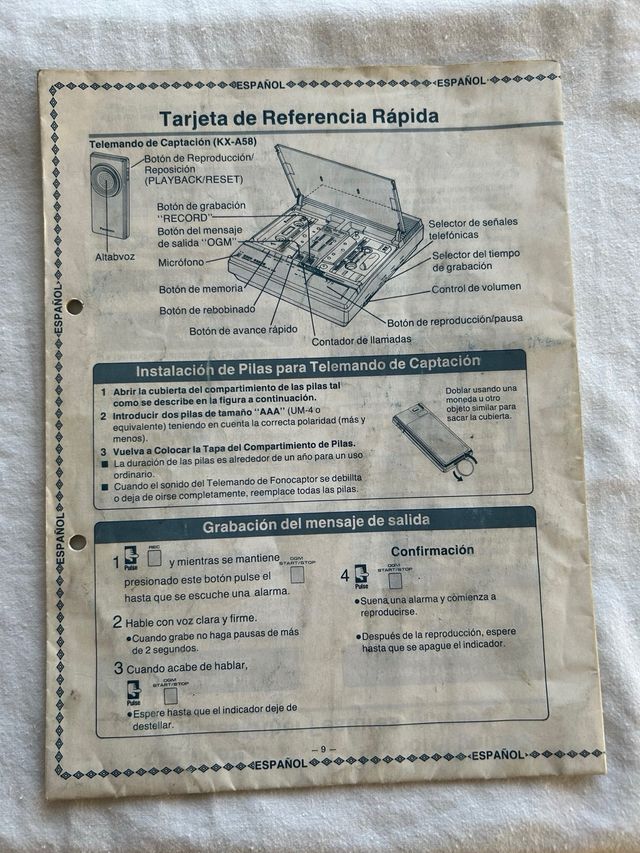 ESPAÑOL
ESPAÑOL
Tarjeta de Referencia Rápida
Telemando de Captación (KX-A58)
Botón de Reproducción/
Reposición
(PLAYBACK/RESET)
Altabvoz
Botón de grabación
"RECORD"
Botón del mensaje
de salida "OGM"
Micrófono
Botón de memoria
Botón de rebobinado
Botón de avance rápido
Contador de llamadas
Selector de señales
telefónicas
Selector del tiempo
de grabación
Control de volumen
Botón de reproducción/pausa
ESPAÑOL
Instalación de Pilas para Telemando de Captación
1 Abrir la cubierta del compartimiento de las pilas tal
como se describe en la figura a continuación.
2 Introducir dos pilas de tamaño "AAA" (UM-4 o
equivalente) teniendo en cuenta la correcta polaridad (más y
menos).
3 Vuelva a Colocar la Tapa del Compartimiento de Pilas.
■ La duración de las pilas es alrededor de un año para un uso
ordinario.
■ Cuando el sonido del Telemando de Fonocaptor se debillta
o deja de oirse completamente, reemplace todas las pilas.
Doblar usando una
moneda u otro
objeto similar para
sacar la cubierta.
ESPAÑOL
Grabación del mensaje de salida
1 Pulse REC y mientras se mantiene OGM START/STOP
presionado este botón pulse el
hasta que se escuche una alarma.
2 Hable con voz clara y firme.
●Cuando grabe no haga pausas de más
de 2 segundos.
3 Cuando acabe de hablar,
OGM
START/STOP
Pulse
●Espere hasta que el indicador deje de
destellar.
Confirmación
4 Pulse OGM START/STOP
●Suena una alarma y comienza a
reproducirse.
●Después de la reproducción, espere
hasta que se apague el indicador.
– 9 –
ESPAÑOL
ESPAÑOL